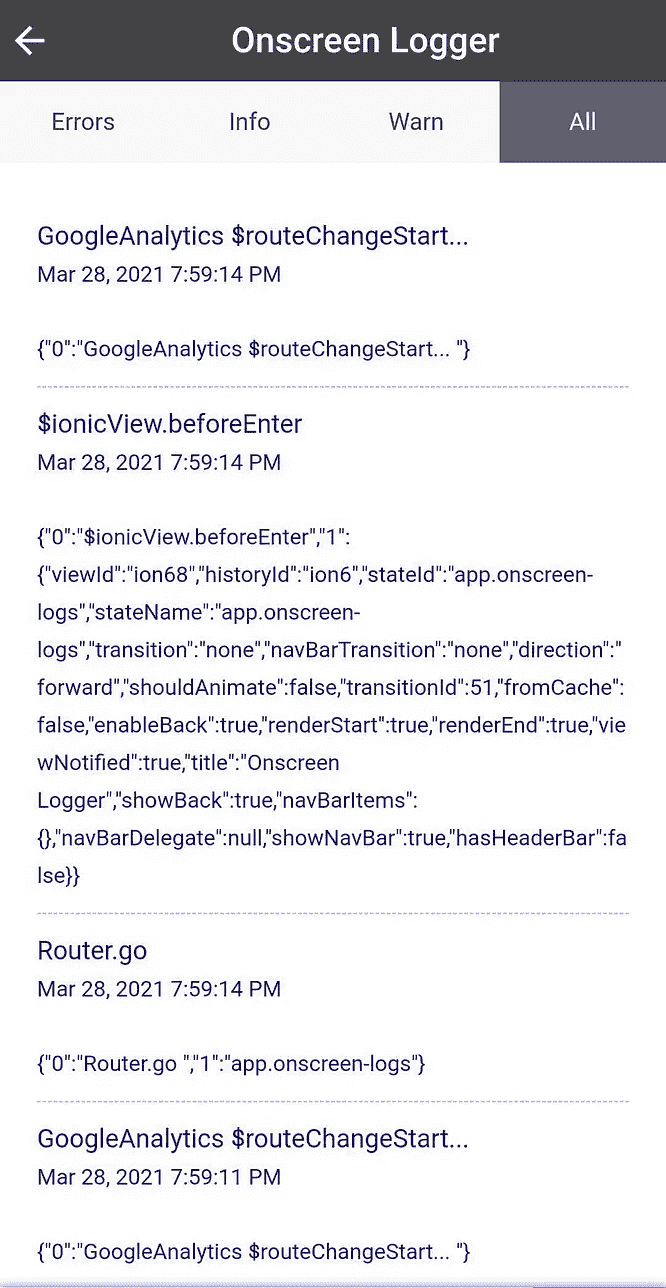 Onscreen Logger
Errors Info Warn All
GoogleAnalytics $routeChangeStart...
Mar 28, 2021 7:59:14 PM
{"0":"GoogleAnalytics $routeChangeStart... "}
$ionicView.beforeEnter
Mar 28, 2021 7:59:14 PM
{"0":"$ionicView.beforeEnter","1":
{"viewId":"ion68","historyId":"ion6","stateId":"app.onscreen-
logs","stateName":"app.onscreen-
logs","transition":"none","navBarTransition":"none","direction":"
forward","shouldAnimate":false,"transitionId":51,"fromCache":
false,"enableBack":true,"renderStart":true,"renderEnd":true,"vie
wNotified":true,"title":"Onscreen
Logger","showBack":true,"navBarItems":
{},"navBarDelegate":null,"showNavBar":true,"hasHeaderBar":fa
lse}}
Router.go
Mar 28, 2021 7:59:14 PM
{"0":"Router.go ","1":"app.onscreen-logs"}
GoogleAnalytics $routeChangeStart...
Mar 28, 2021 7:59:11 PM
{"0":"GoogleAnalytics $routeChangeStart... "}